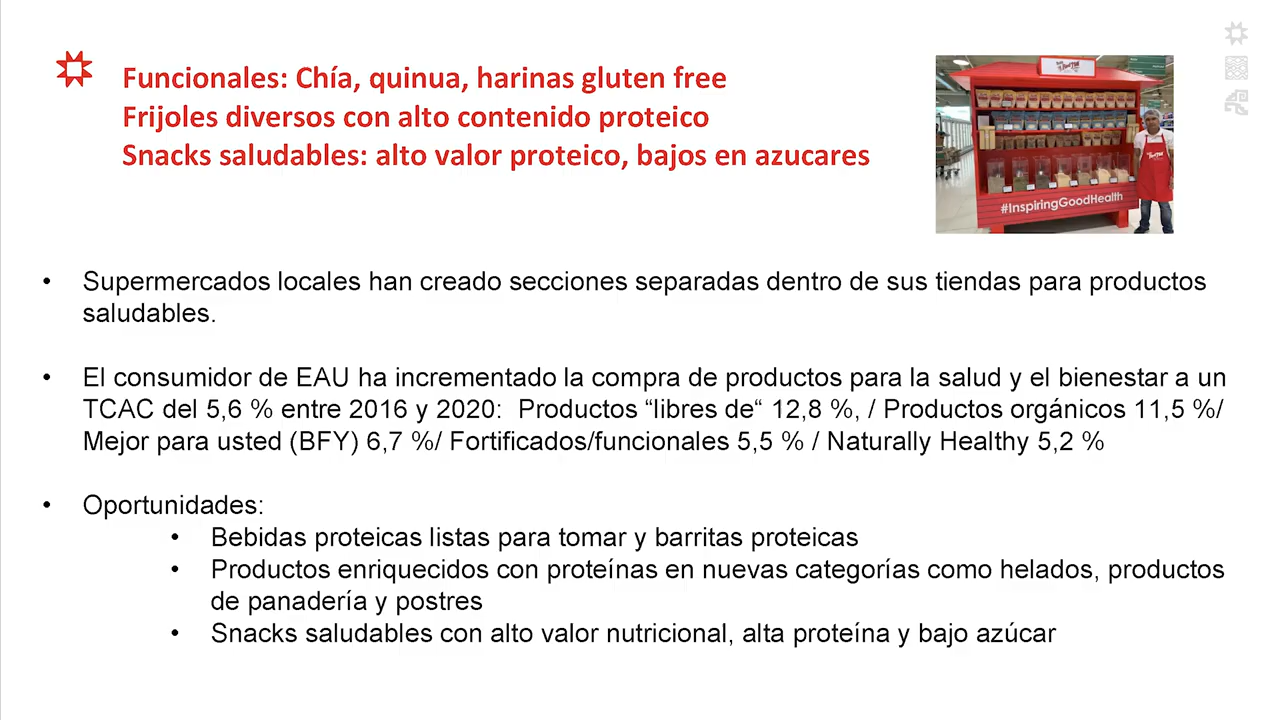 Funcionales: Chía, quinua, harinas gluten free
Frijoles diversos con alto contenido proteico
Snacks saludables: alto valor proteico, bajos en azucares
#InspiringGoodHealth
• Supermercados locales han creado secciones separadas dentro de sus tiendas para productos
saludables.
• El consumidor de EAU ha incrementado la compra de productos para la salud y el bienestar a un
TCAC del 5,6 % entre 2016 y 2020: Productos “libres de“ 12,8 %, / Productos orgánicos 11,5 %/
Mejor para usted (BFY) 6,7 %/ Fortificados/funcionales 5,5 % / Naturally Healthy 5,2 %
• Oportunidades:
• Bebidas proteicas listas para tomar y barritas proteicas
• Productos enriquecidos con proteínas en nuevas categorías como helados, productos
de panadería y postres
• Snacks saludables con alto valor nutricional, alta proteína y bajo azúcar